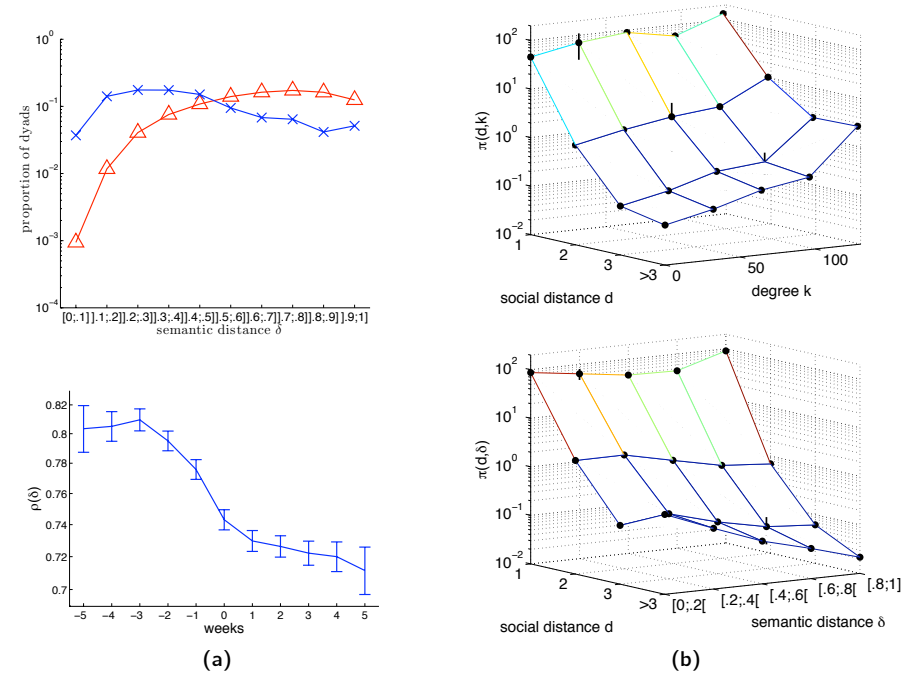 10^0
10^-1
10^-2
10^-3
10^-4
proportion of dyads
[0;.1] ].1;.2] ].2;.3] ].3;.4] ].4;.5] ].5;.6] ].6;.7] ].7;.8] ].8;.9] ].9;1]
semantic distance δ
0.82
0.8
0.78
0.76
0.74
0.72
0.7
ρ(δ)
−5 −4 −3 −2 −1 0 1 2 3 4 5
weeks
(a)
10^2
10^1
10^0
10^-1
10^-2
π(d,k)
1 2 3 >3
social distance d
0 50 100
degree k
10^2
10^1
10^0
10^-1
10^-2
π(d,δ)
1 2 3 >3
social distance d
[0;.2[ [.2;.4[ [.4;.6[ [.6;.8[ [.8;1]
semantic distance δ
(b)